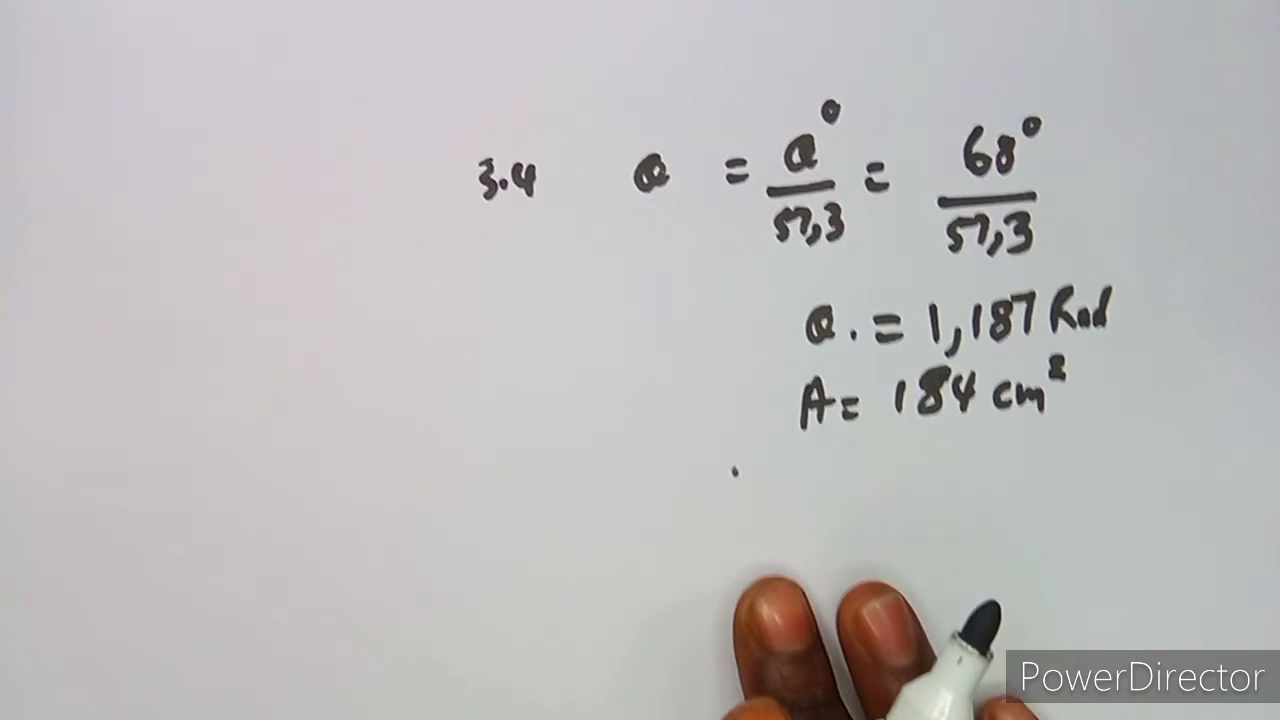 3.4 θ = θ° / 57,3 = 68° / 57,3
θ. = 1,187 Rad
A = 184 cm²
PowerDirector